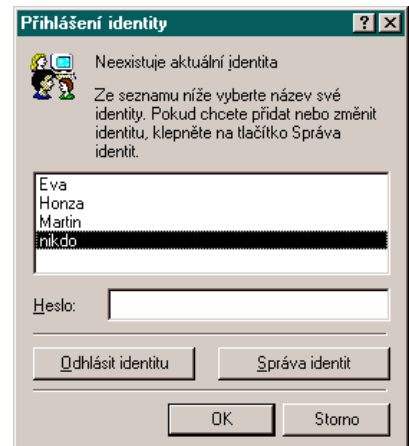 Přihlášení identity
Neexistuje aktuální identita
Ze seznamu níže vyberte název své
identity. Pokud chcete přidat nebo změnit
identitu, klepněte na tlačítko Správa
identit.
Eva
Honza
Martin
nikdo
Heslo:
Odhlásit identitu Správa identit
OK Storno